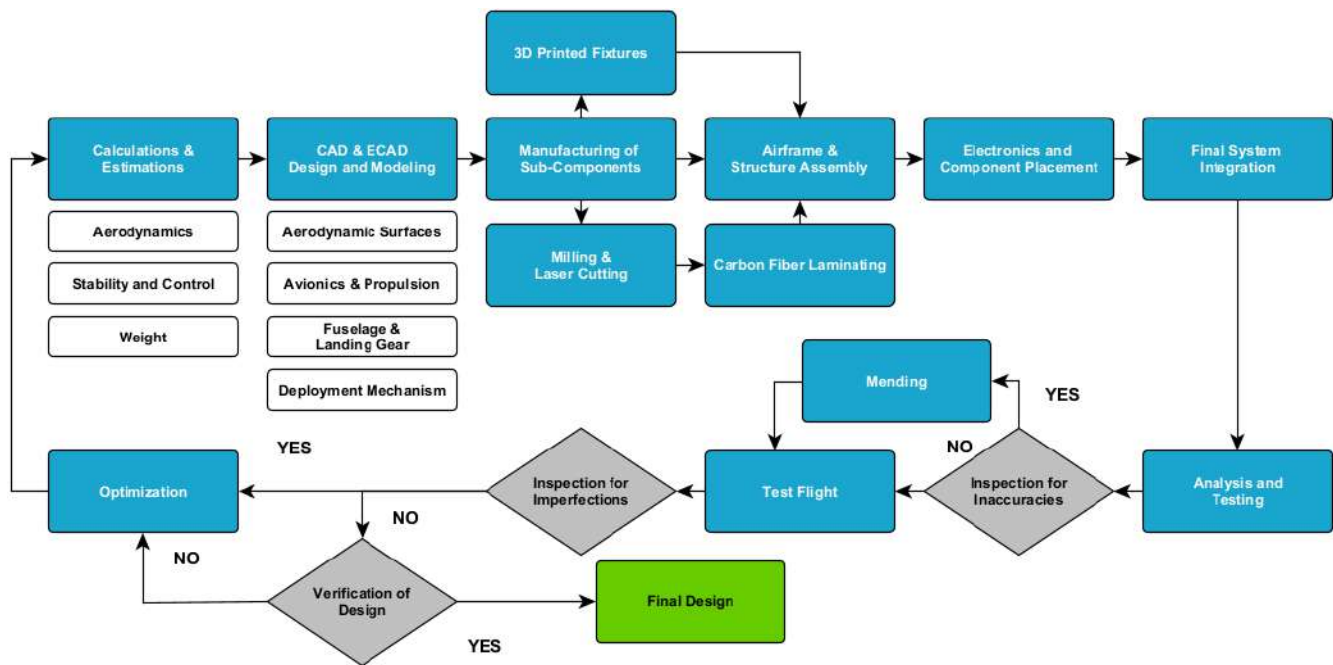 3D Printed Fixtures
Calculations &
Estimations
CAD & ECAD
Design and Modeling
Manufacturing of
Sub-Components
Airframe &
Structure Assembly
Electronics and
Component Placement
Final System
Integration
Aerodynamics
Stability and Control
Weight
Aerodynamic Surfaces
Avionics & Propulsion
Fuselage &
Landing Gear
Deployment Mechanism
Milling &
Laser Cutting
Carbon Fiber Laminating
Mending
YES
NO
YES
Optimization
Inspection for
Imperfections
Test Flight
Inspection for
Inaccuracies
Analysis and
Testing
NO
NO
Verification of
Design
YES
Final Design